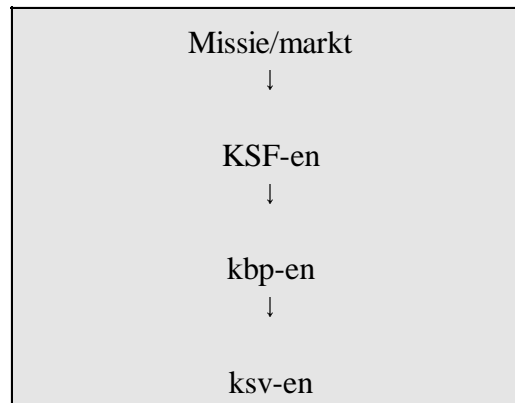 Missie/markt
↓
KSF-en
↓
kbp-en
↓
ksv-en